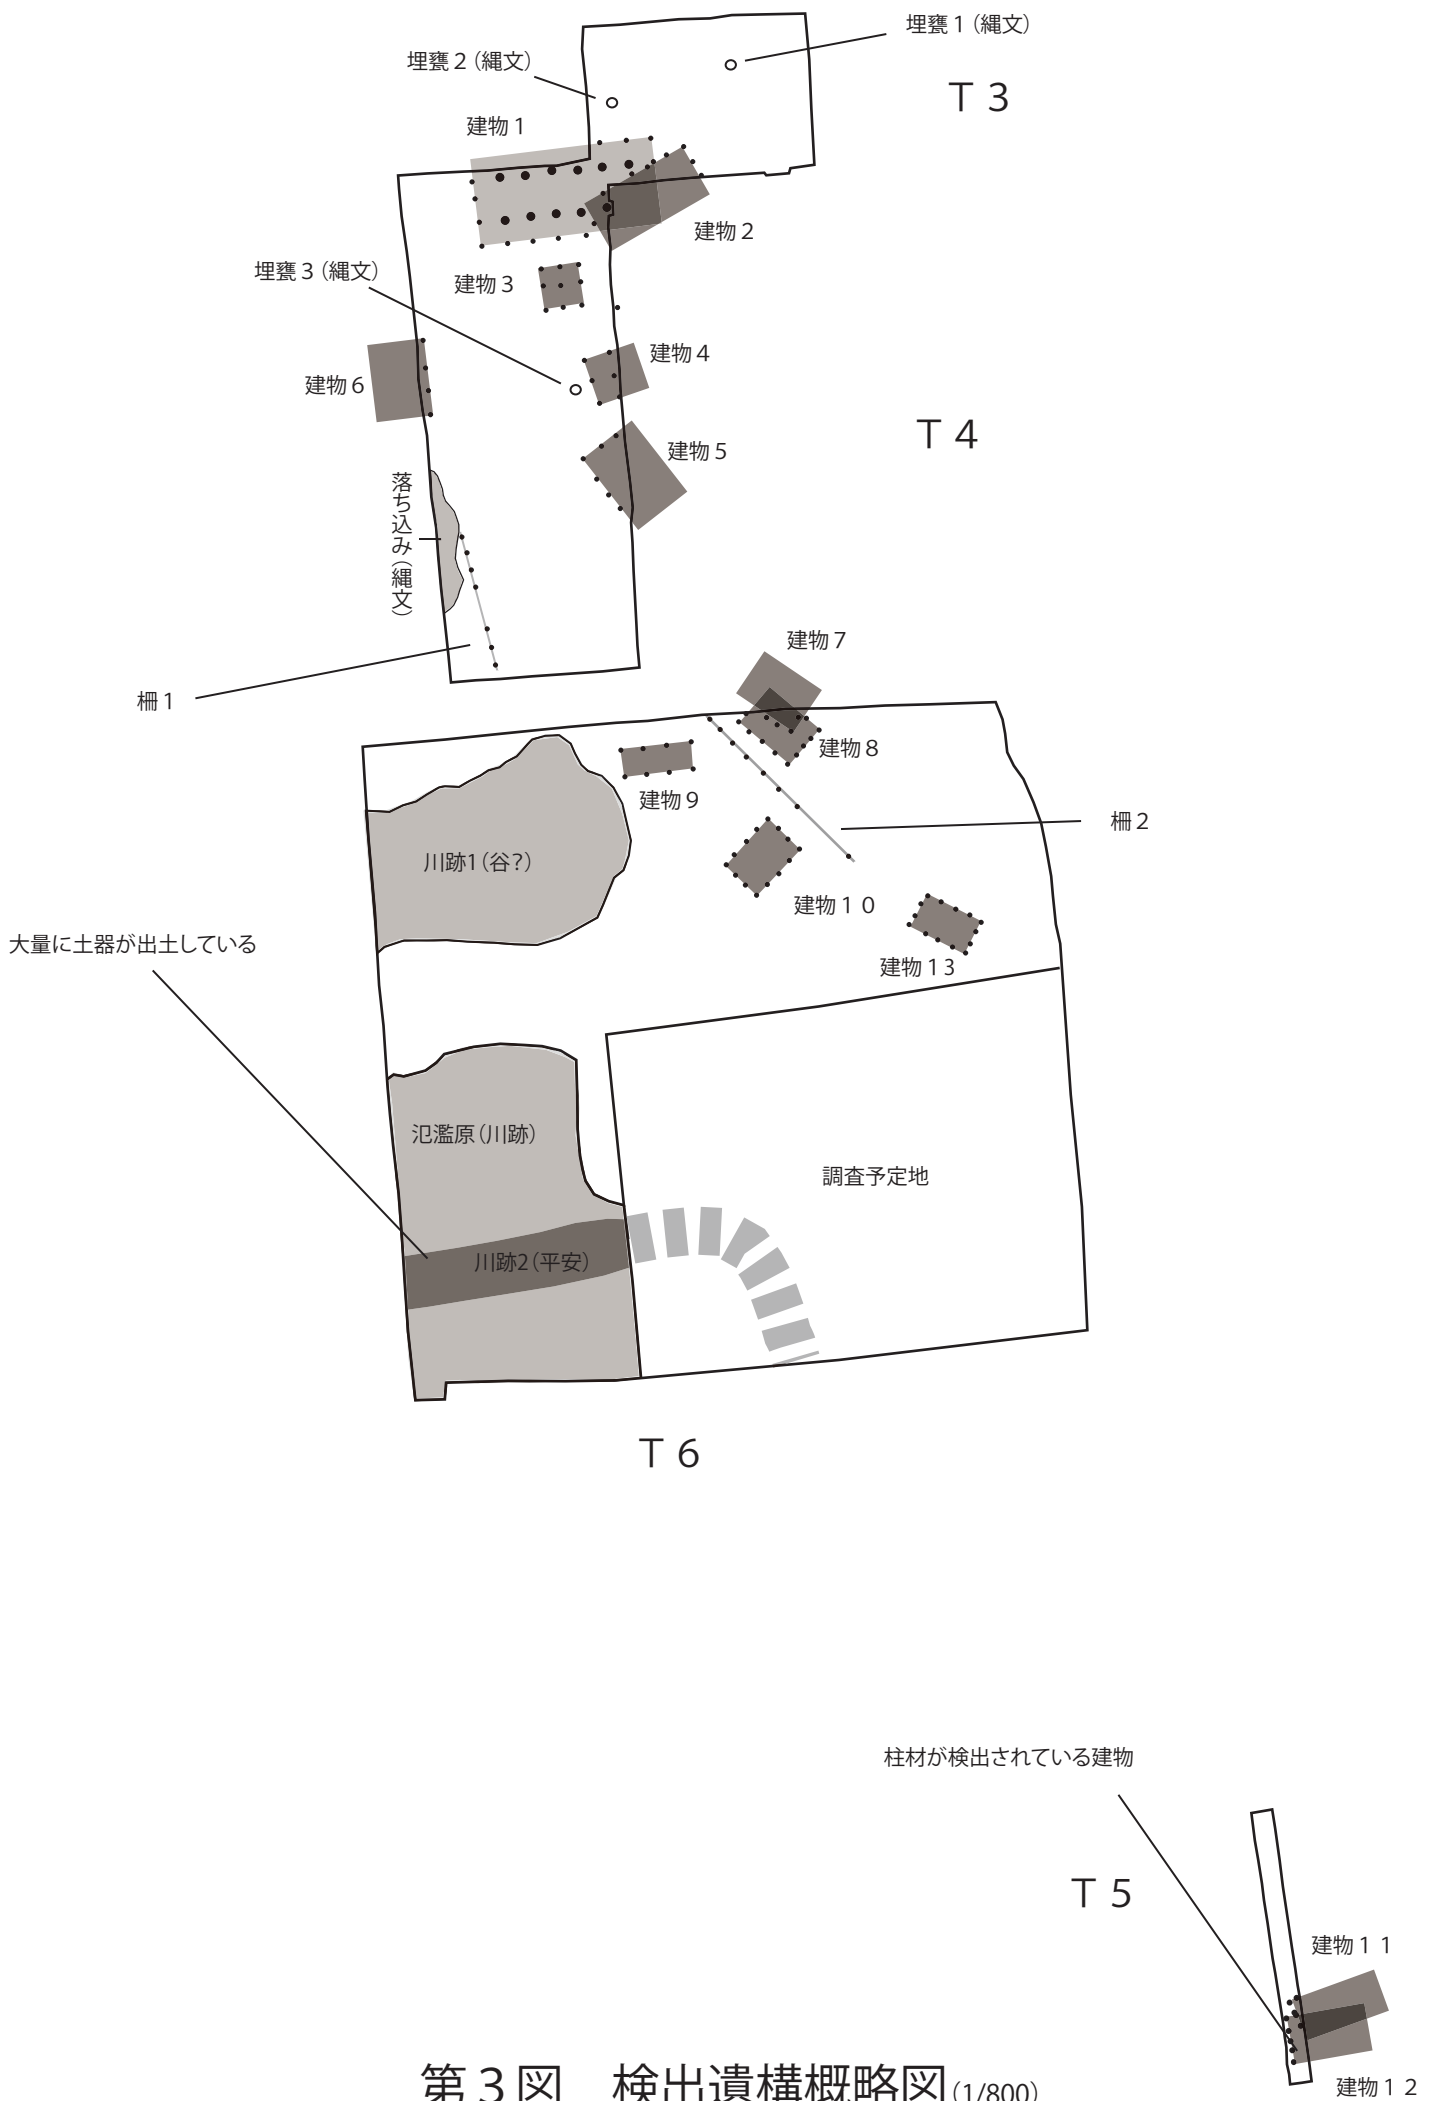 埋甕1(縄文)
埋甕2(縄文)
T3
建物1
建物2
埋甕3(縄文)
建物3
建物4
建物6
T4
建物5
落ち込み(縄文)
建物7
柵1
建物8
建物9
柵2
川跡1(谷?)
建物10
大量に土器が出土している
建物13
氾濫原(川跡)
調査予定地
川跡2(平安)
T6
柱材が検出されている建物
T5
建物11
第3図 検出遺構概略図(1/800)
建物12